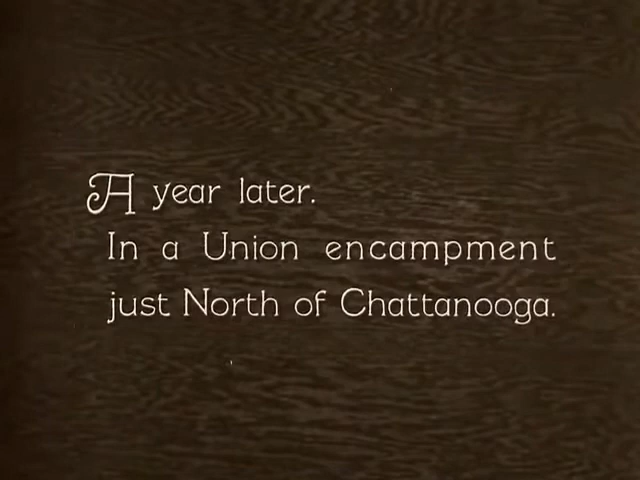 A year later.
In a Union encampment
just North of Chattanooga.